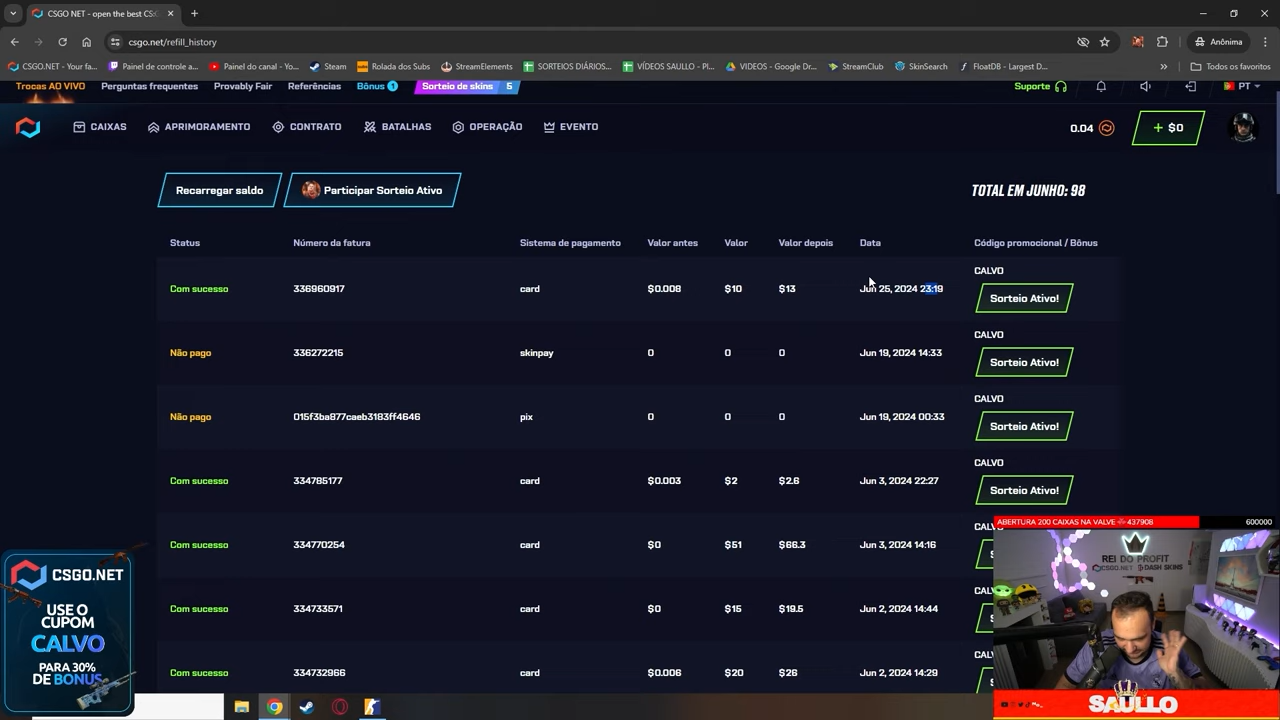 CSGO NET - open the best CS:
csgo.net/refill_history
Anônima
CSGO.NET - Your fa...
Painel de controle a...
Painel do canal - Yo...
Steam
Rolada dos Subs
StreamElements
SORTEIOS DIÁRIOS...
VÍDEOS SAULLO - Pl...
VIDEOS - Google Dr...
StreamClub
SkinSearch
FloatDB - Largest D...
Todos os favoritos
Trocas AO VIVO
Perguntas frequentes
Provably Fair
Referências
Bônus 1
Sorteio de skins 5
Suporte
PT
CAIXAS
APRIMORAMENTO
CONTRATO
BATALHAS
OPERAÇÃO
EVENTO
0.04
+ $0
Recarregar saldo
Participar Sorteio Ativo
TOTAL EM JUNHO: 98
Status Número da fatura Sistema de pagamento Valor antes Valor Valor depois Data Código promocional / Bônus
CALVO
Com sucesso 336960917 card $0.008 $10 $13 Jun 25, 2024 23:19 Sorteio Ativo!
CALVO
Não pago 336272215 skinpay 0 0 0 Jun 19, 2024 14:33 Sorteio Ativo!
CALVO
Não pago 015f3ba877caeb3183ff4646 pix 0 0 0 Jun 19, 2024 00:33 Sorteio Ativo!
CALVO
Com sucesso 334785177 card $0.003 $2 $2.6 Jun 3, 2024 22:27 Sorteio Ativo!
Com sucesso 334770254 card $0 $51 $66.3 Jun 3, 2024 14:16
Com sucesso 334733571 card $0 $15 $19.5 Jun 2, 2024 14:44
Com sucesso 334732966 card $0.006 $20 $26 Jun 2, 2024 14:28
CSGO.NET
USE O
CUPOM
CALVO
PARA 30%
DE BONUS
ABERTURA 200 CAIXAS NA VALVE 437908
600000
REI DO PROFIT
CSGO.NET DASH SKINS
SAULLO